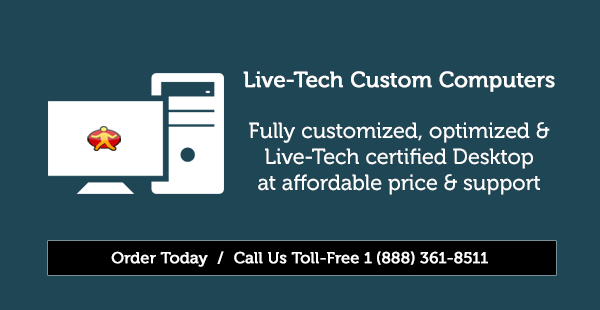 Live-Tech Custom Computers
Fully customized, optimized &
Live-Tech certified Desktop
at affordable price & support
Order Today / Call Us Toll-Free 1 (888) 361-8511